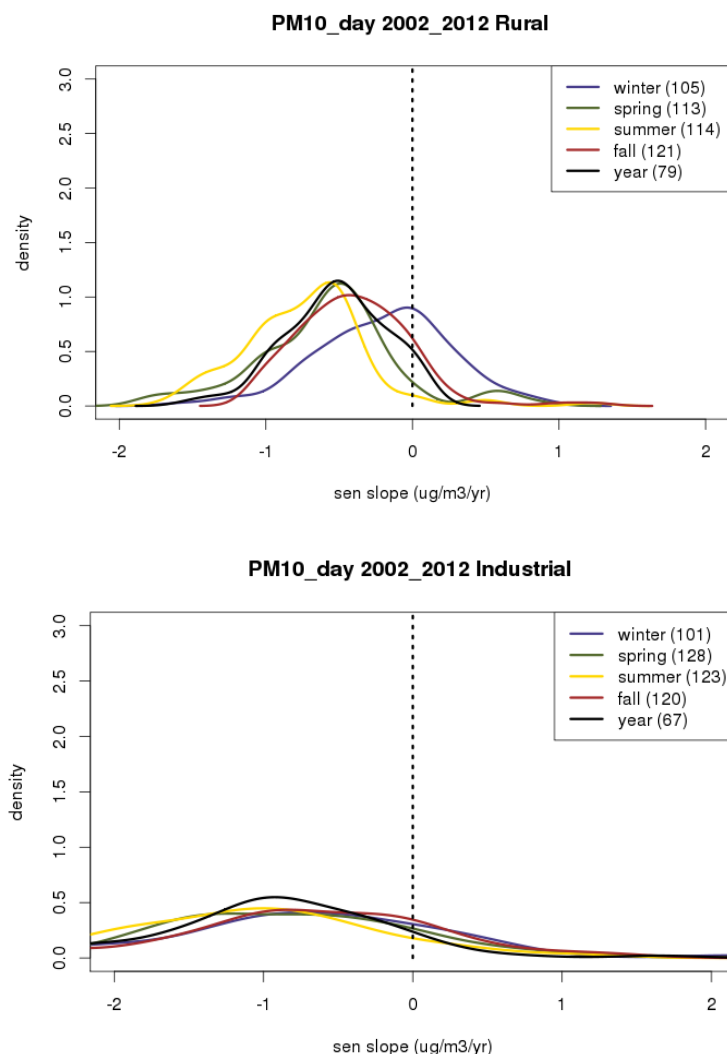 PM10_day 2002_2012 Rural
winter (105)
spring (113)
summer (114)
fall (121)
year (79)
density
3.0
2.5
2.0
1.5
1.0
0.5
0.0
-2 -1 0 1 2
sen slope (ug/m3/yr)
PM10_day 2002_2012 Industrial
winter (101)
spring (128)
summer (123)
fall (120)
year (67)
density
3.0
2.5
2.0
1.5
1.0
0.5
0.0
-2 -1 0 1 2
sen slope (ug/m3/yr)